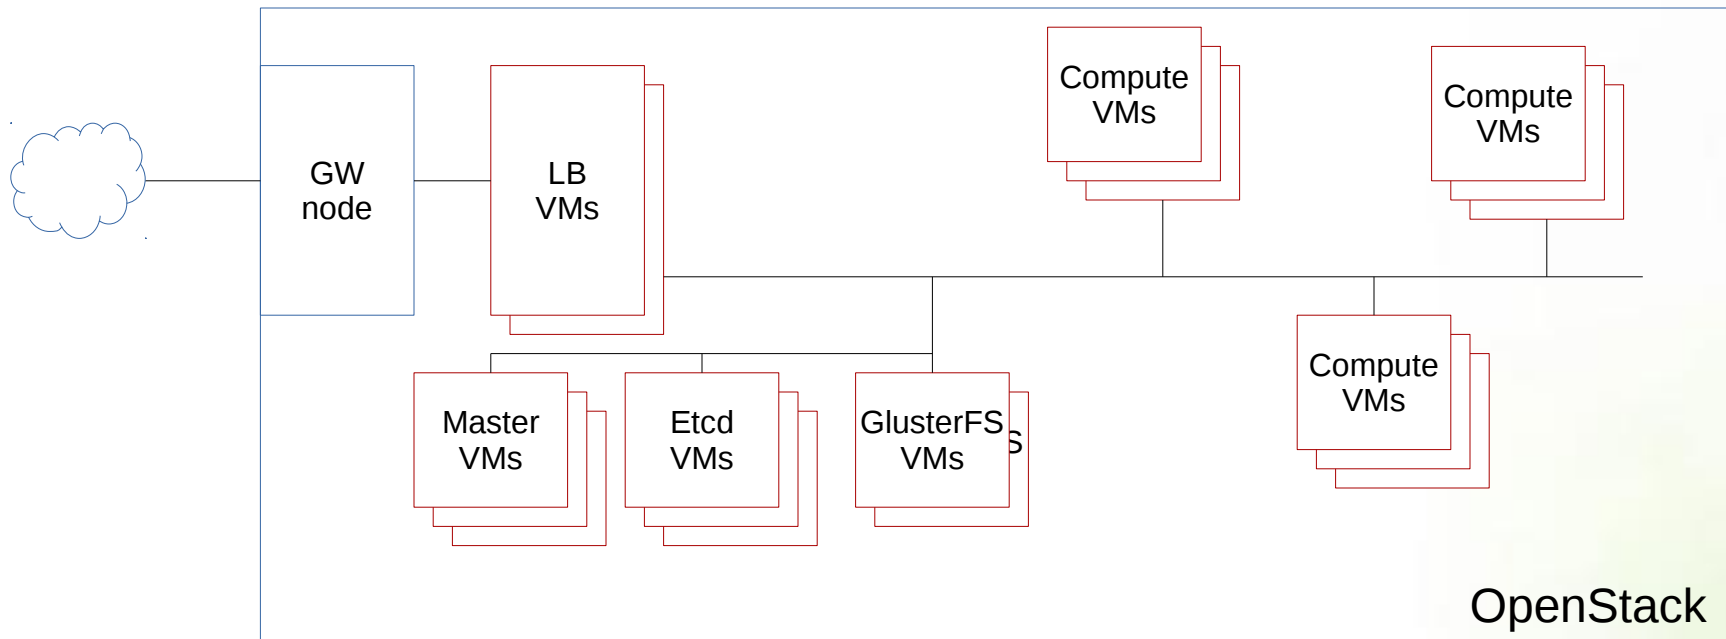 GW
node
LB
VMs
Compute
VMs
Compute
VMs
Compute
VMs
Master
VMs
Etcd
VMs
GlusterFS
VMs
S
OpenStack